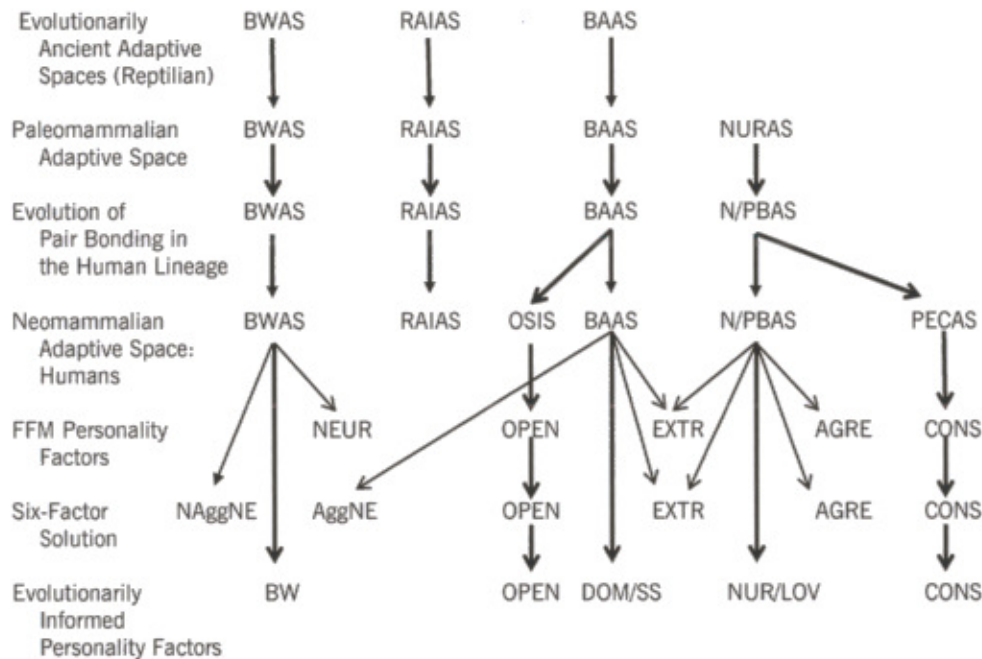 Evolutionarily BWAS RAIAS BAAS
Ancient Adaptive
Spaces (Reptilian)
Paleomammalian BWAS RAIAS BAAS NURAS
Adaptive Space
Evolution of BWAS RAIAS BAAS N/PBAS
Pair Bonding in
the Human Lineage
Neomammalian BWAS RAIAS OSIS BAAS N/PBAS PECAS
Adaptive Space:
Humans
FFM Personality NEUR OPEN EXTR AGRE CONS
Factors
Six-Factor NAggNE AggNE OPEN EXTR AGRE CONS
Solution
Evolutionarily BW OPEN DOM/SS NUR/LOV CONS
Informed
Personality Factors